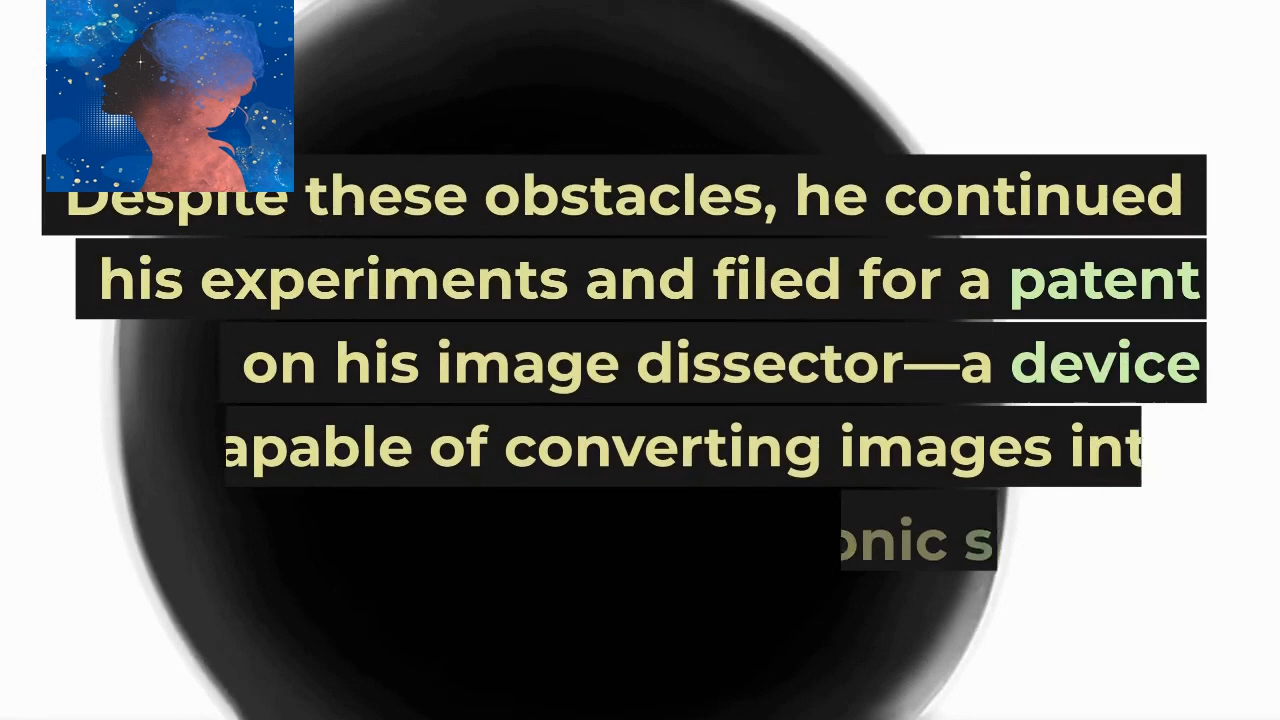 Despite these obstacles, he continued
his experiments and filed for a patent
on his image dissector—a device
apable of converting images int
onic s